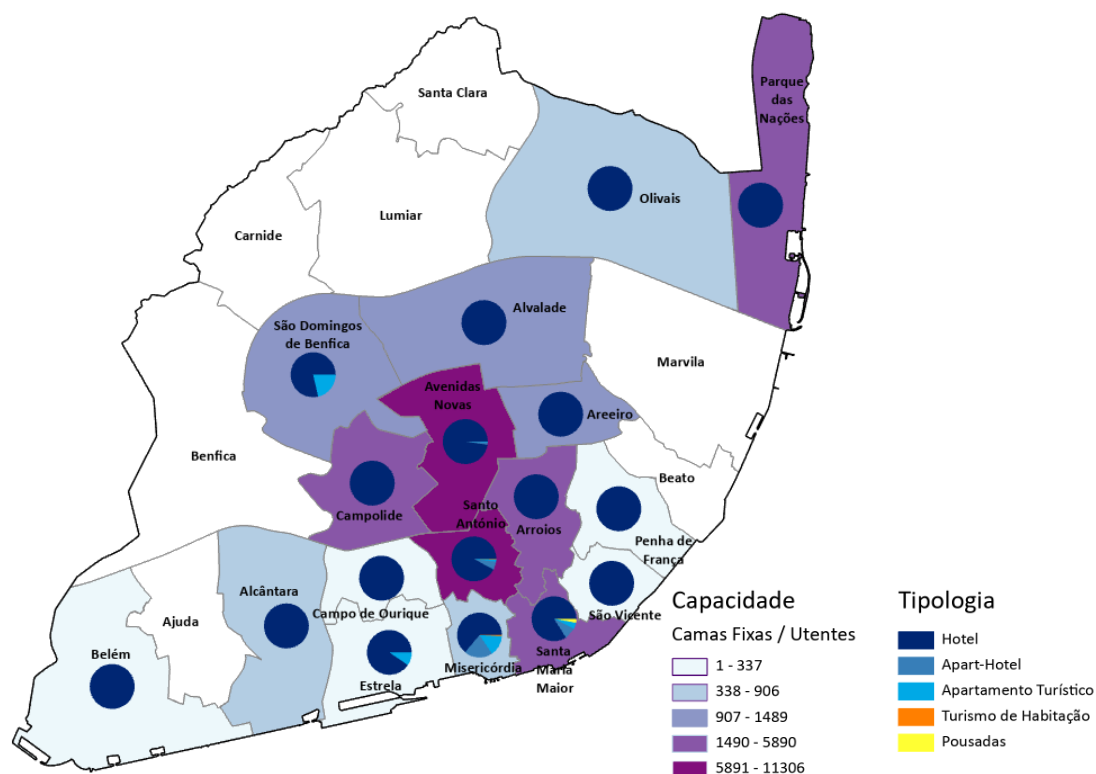 Parque
das
Nações
Santa Clara
Olivais
Lumiar
Carnide
Alvalade
São Domingos
de Benfica
Marvila
Avenidas
Novas
Areeiro
Benfica
Beato
Santo
António
Campolide
Arroios
Penha de
França
Alcântara
Campo de Ourique
São Vicente
Ajuda
Belém
Estrela
Misericórdia
Santa
Maria
Maior
Capacidade
Camas Fixas / Utentes
1 - 337
338 - 906
907 - 1489
1490 - 5890
5891 - 11306
Tipologia
Hotel
Apart-Hotel
Apartamento Turístico
Turismo de Habitação
Pousadas